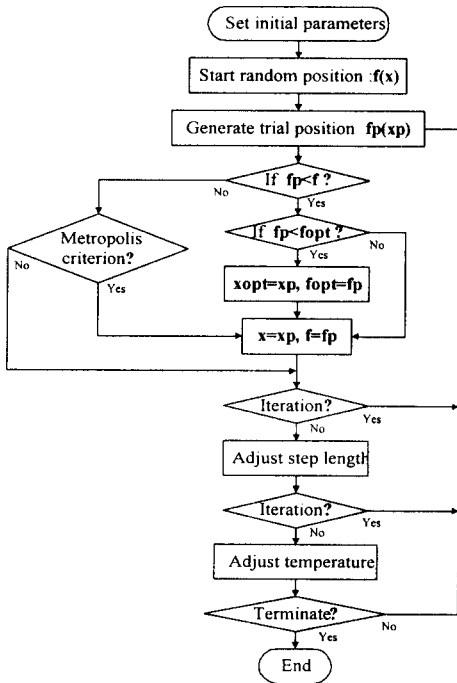 Set initial parameters
Start random position :f(x)
Generate trial position fp(xp)
If fp<f ?
No
Yes
If fp<fopt ?
No
Yes
Metropolis
criterion?
No
Yes
xopt=xp, fopt=fp
x=xp, f=fp
Iteration?
No
Yes
Adjust step length
Iteration?
Yes
No
Adjust temperature
Terminate?
No
Yes
End